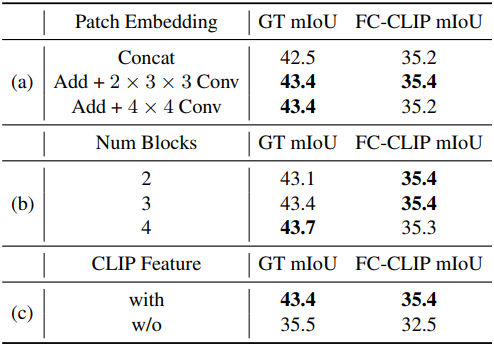 Patch Embedding GT mIoU FC-CLIP mIoU
Concat 42.5 35.2
(a) Add + 2 × 3 × 3 Conv 43.4 35.4
Add + 4 × 4 Conv 43.4 35.2
Num Blocks GT mIoU FC-CLIP mIoU
2 43.1 35.4
(b) 3 43.4 35.4
4 43.7 35.3
CLIP Feature GT mIoU FC-CLIP mIoU
(c) with 43.4 35.4
w/o 35.5 32.5